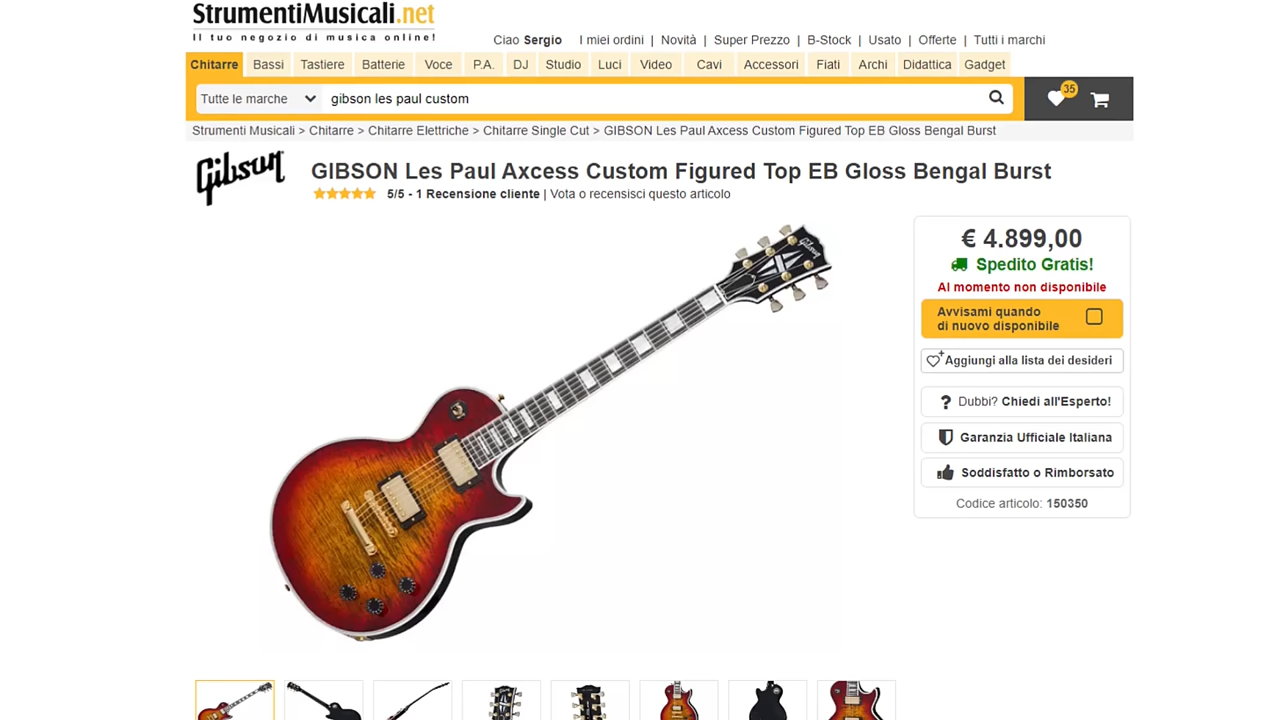 StrumentiMusicali.net
Il tuo negozio di musica online!
Ciao Sergio I miei ordini | Novità | Super Prezzo | B-Stock | Usato | Offerte | Tutti i marchi
Chitarre Bassi Tastiere Batterie Voce P.A. DJ Studio Luci Video Cavi Accessori Fiati Archi Didattica Gadget
Tutte le marche gibson les paul custom 35
Strumenti Musicali > Chitarre > Chitarre Elettriche > Chitarre Single Cut > GIBSON Les Paul Axcess Custom Figured Top EB Gloss Bengal Burst
Gibson
GIBSON Les Paul Axcess Custom Figured Top EB Gloss Bengal Burst
5/5 - 1 Recensione cliente | Vota o recensisci questo articolo
Gibson
€ 4.899,00
Spedito Gratis!
Al momento non disponibile
Avvisami quando
di nuovo disponibile
Aggiungi alla lista dei desideri
? Dubbi? Chiedi all'Esperto!
Garanzia Ufficiale Italiana
Soddisfatto o Rimborsato
Codice articolo: 150350